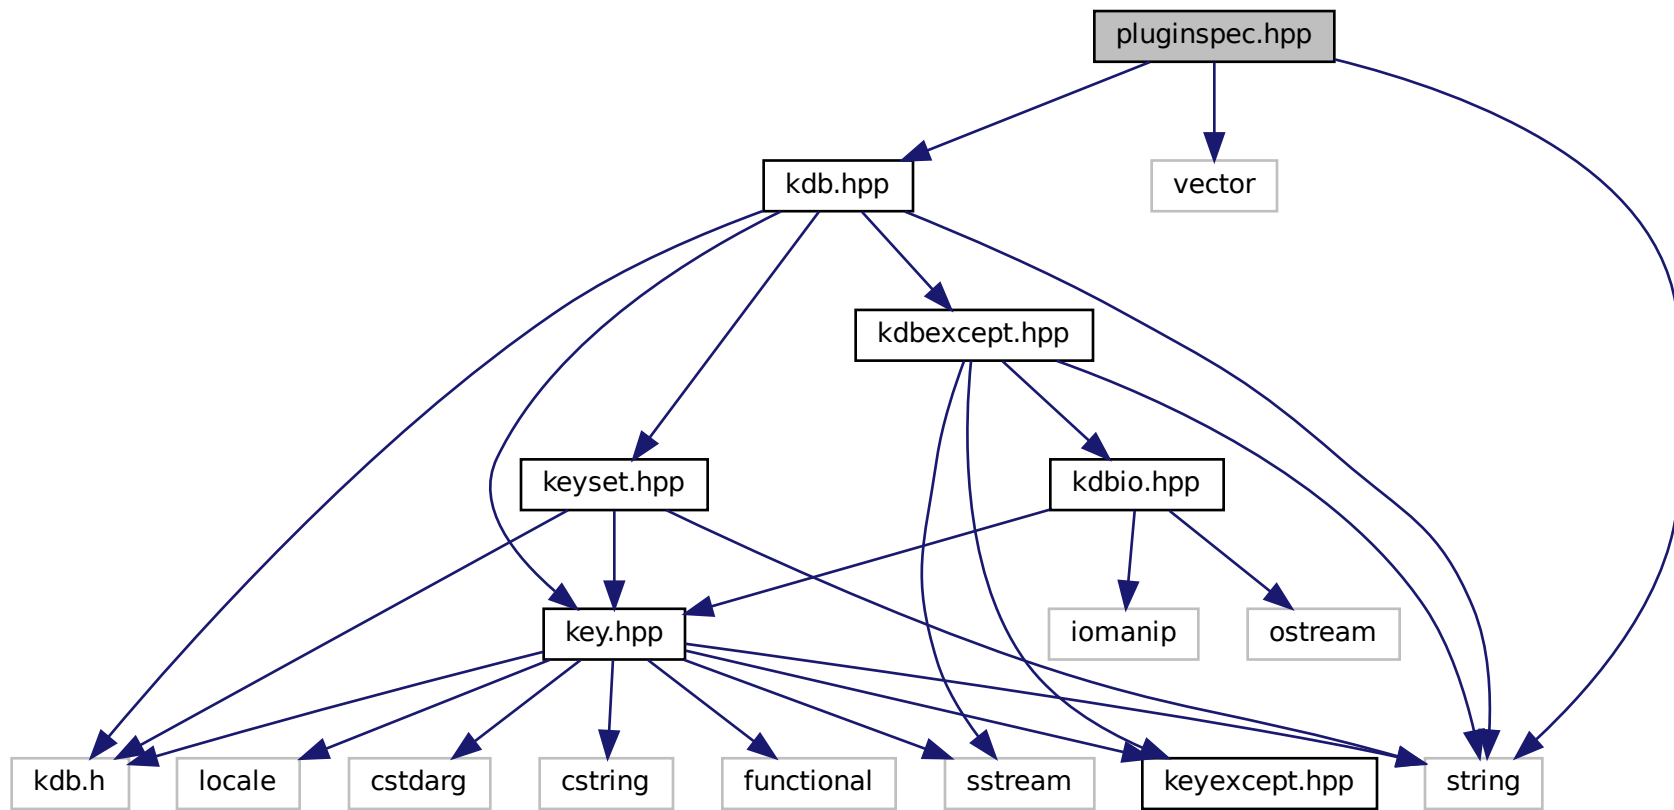 pluginspec.hpp
kdb.hpp
vector
kdbexcept.hpp
keyset.hpp
kdbio.hpp
key.hpp
iomanip
ostream
kdb.h
locale
cstdarg
cstring
functional
sstream
keyexcept.hpp
string